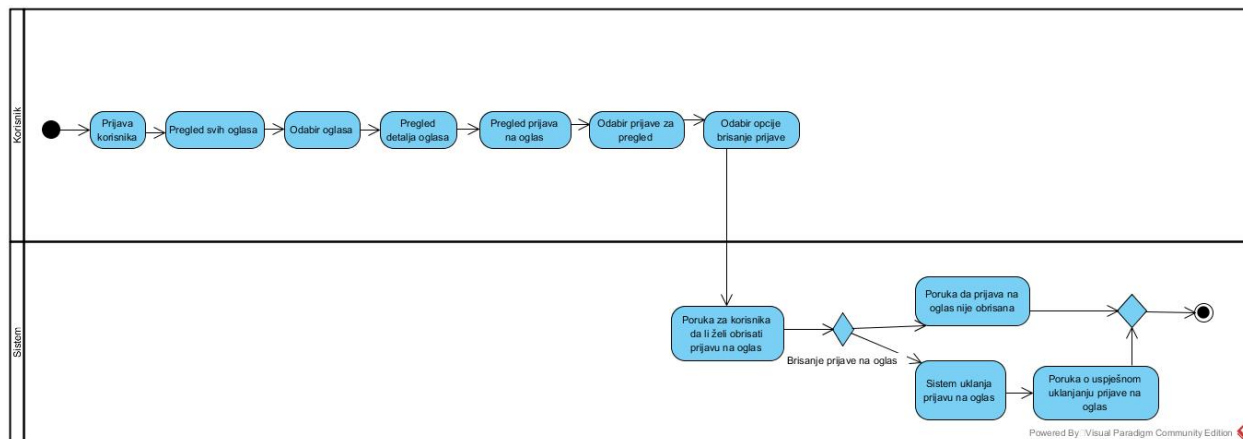 Korisnik
Prijava
korisnika
Pregled svih oglasa
Odabir oglasa
Pregled
detalja oglasa
Pregled prijava
na oglas
Odabir prijave za
pregled
Odabir opcije
brisanje prijave
Sistem
Poruka za korisnika
da li želi obrisati
prijavu na oglas
Brisanje prijave na oglas
Poruka da prijava na
oglas nije obrisana
Sistem uklanja
prijavu na oglas
Poruka o uspješnom
uklanjanju prijave na
oglas
Powered By Visual Paradigm Community Edition